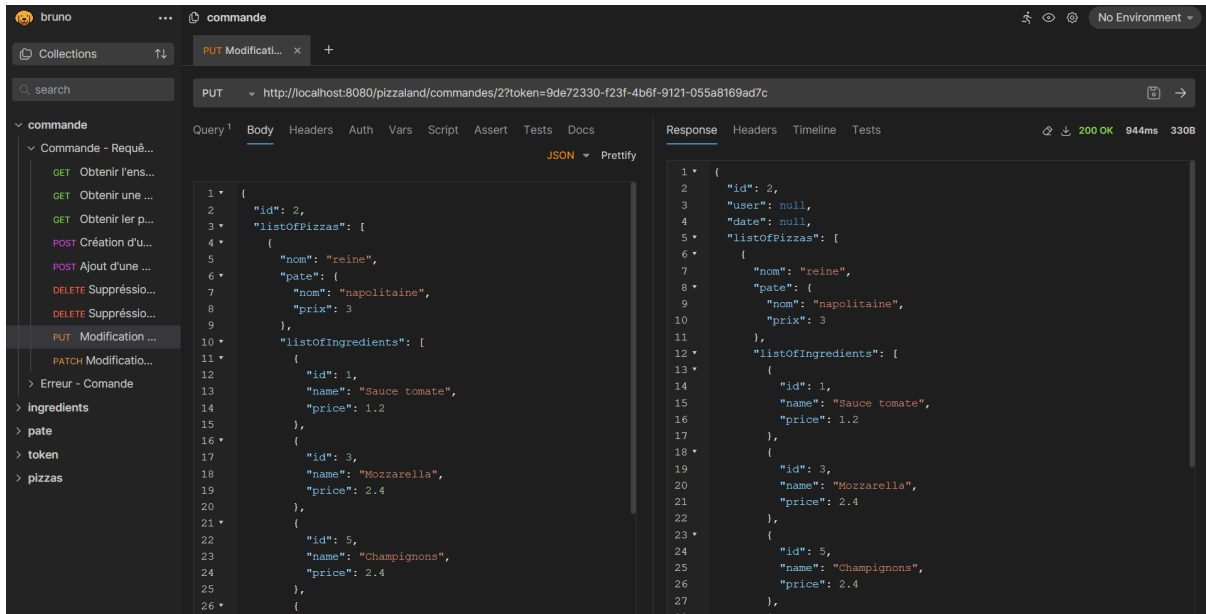 bruno
commande
No Environment
Collections
PUT Modificati...
search
PUT http://localhost:8080/pizzaland/commandes/2?token=9de72330-f23f-4b6f-9121-055a8169ad7c
commande
Commande - Requê...
GET Obtenir l'ens...
GET Obtenir une ...
GET Obtenir ler p...
POST Création d'u...
POST Ajout d'une ...
DELETE Suppréssio...
DELETE Suppréssio...
PUT Modification ...
PATCH Modificatio...
Erreur - Comande
ingredients
pate
token
pizzas
Query 1 Body Headers Auth Vars Script Assert Tests Docs
JSON Prettify
1 {
2 "id": 2,
3 "listOfPizzas": [
4 {
5 "nom": "reine",
6 "pate": {
7 "nom": "napolitaine",
8 "prix": 3
9 },
10 "listOfIngredients": [
11 {
12 "id": 1,
13 "name": "Sauce tomate",
14 "price": 1.2
15 },
16 {
17 "id": 3,
18 "name": "Mozzarella",
19 "price": 2.4
20 },
21 {
22 "id": 5,
23 "name": "Champignons",
24 "price": 2.4
25 },
26 {
Response Headers Timeline Tests 200 OK 944ms 330B
1 {
2 "id": 2,
3 "user": null,
4 "date": null,
5 "listOfPizzas": [
6 {
7 "nom": "reine",
8 "pate": {
9 "nom": "napolitaine",
10 "prix": 3
11 },
12 "listOfIngredients": [
13 {
14 "id": 1,
15 "name": "Sauce tomate",
16 "price": 1.2
17 },
18 {
19 "id": 3,
20 "name": "Mozzarella",
21 "price": 2.4
22 },
23 {
24 "id": 5,
25 "name": "Champignons",
26 "price": 2.4
27 },